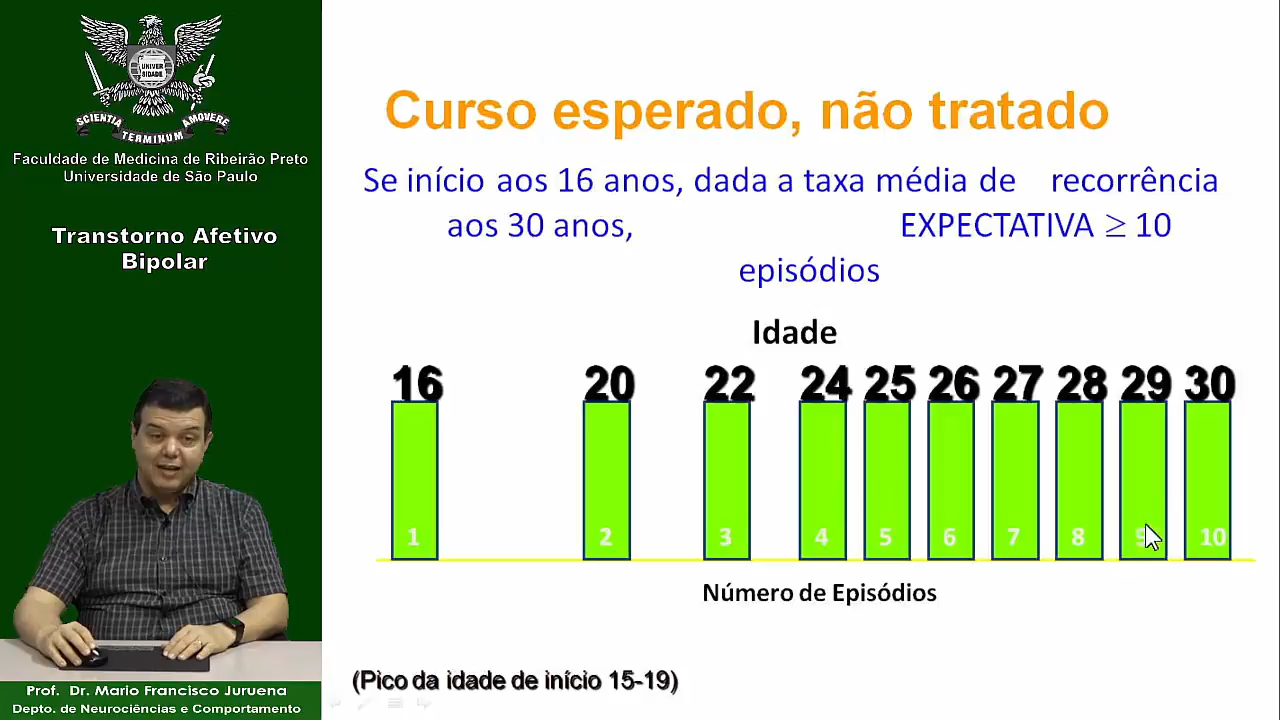 UNIVER
SIDADE
SCIENTIA
TERMINUM
AMOVERE
Faculdade de Medicina de Ribeirão Preto
Universidade de São Paulo
Transtorno Afetivo
Bipolar
Prof. Dr. Mario Francisco Juruena
Depto. de Neurociências e Comportamento
Curso esperado, não tratado
Se início aos 16 anos, dada a taxa média de recorrência
aos 30 anos, EXPECTATIVA ≥ 10
episódios
Idade
16 20 22 24 25 26 27 28 29 30
1 2 3 4 5 6 7 8 9 10
Número de Episódios
(Pico da idade de início 15-19)